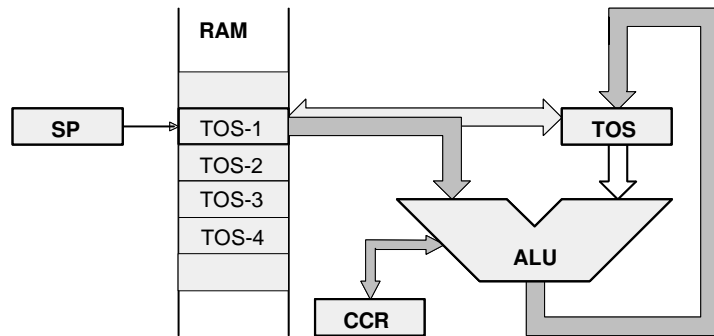 RAM
SP
TOS-1
TOS
TOS-2
TOS-3
TOS-4
ALU
CCR